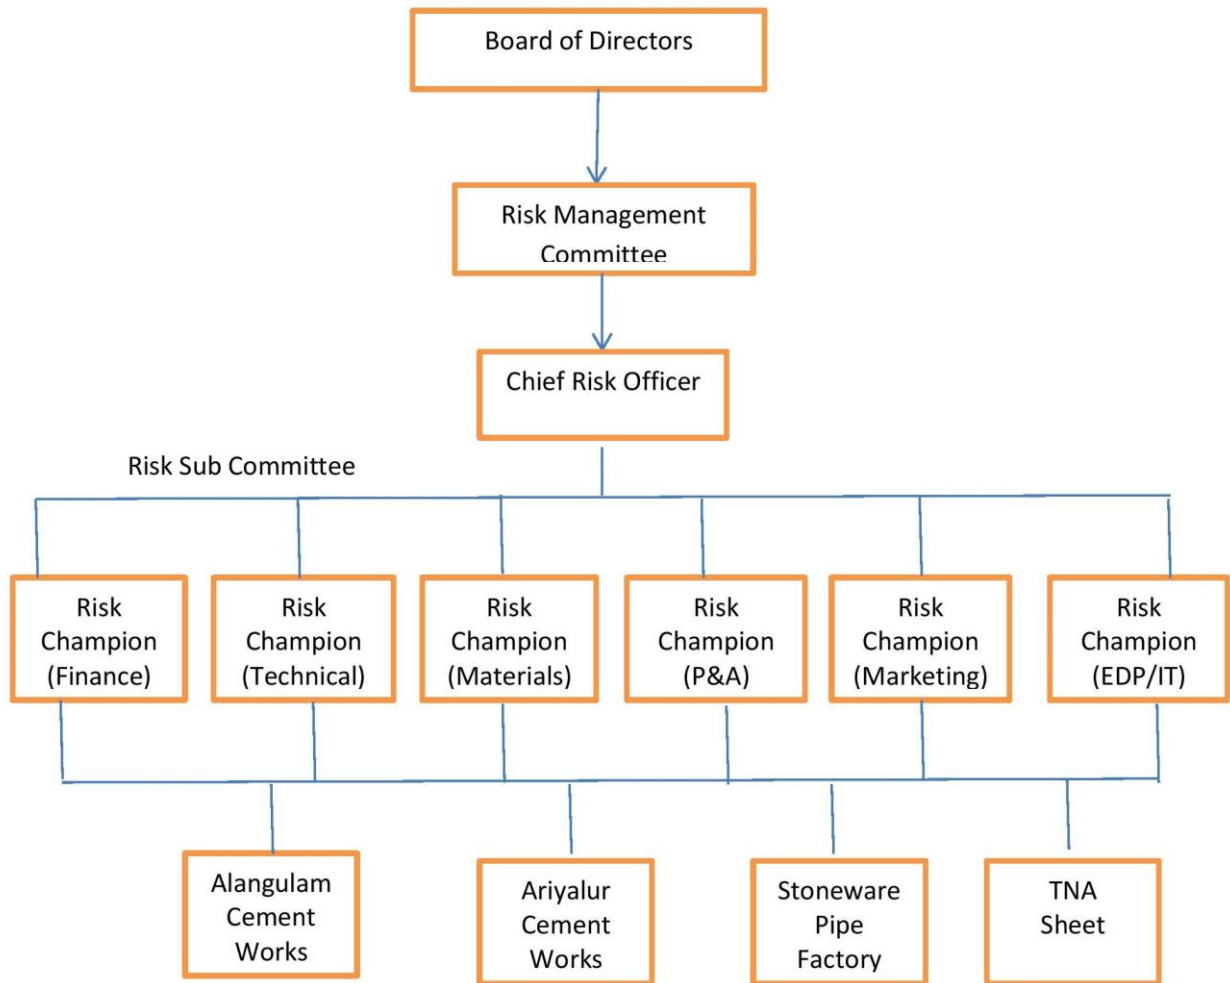 Board of Directors
Risk Management
Committee
Chief Risk Officer
Risk Sub Committee
Risk
Champion
(Finance)
Risk
Champion
(Technical)
Risk
Champion
(Materials)
Risk
Champion
(P&A)
Risk
Champion
(Marketing)
Risk
Champion
(EDP/IT)
Alangulam
Cement
Works
Ariyalur
Cement
Works
Stoneware
Pipe
Factory
TNA
Sheet